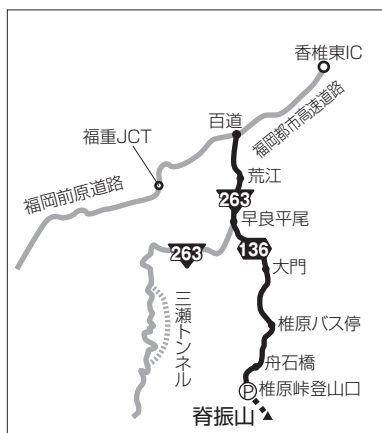 香椎東IC
百道
福岡都市高速道路
福重JCT
荒江
福岡前原道路
263
早良平尾
263
136
大門
三瀬トンネル
椎原バス停
舟石橋
P
椎原峠登山口
脊振山